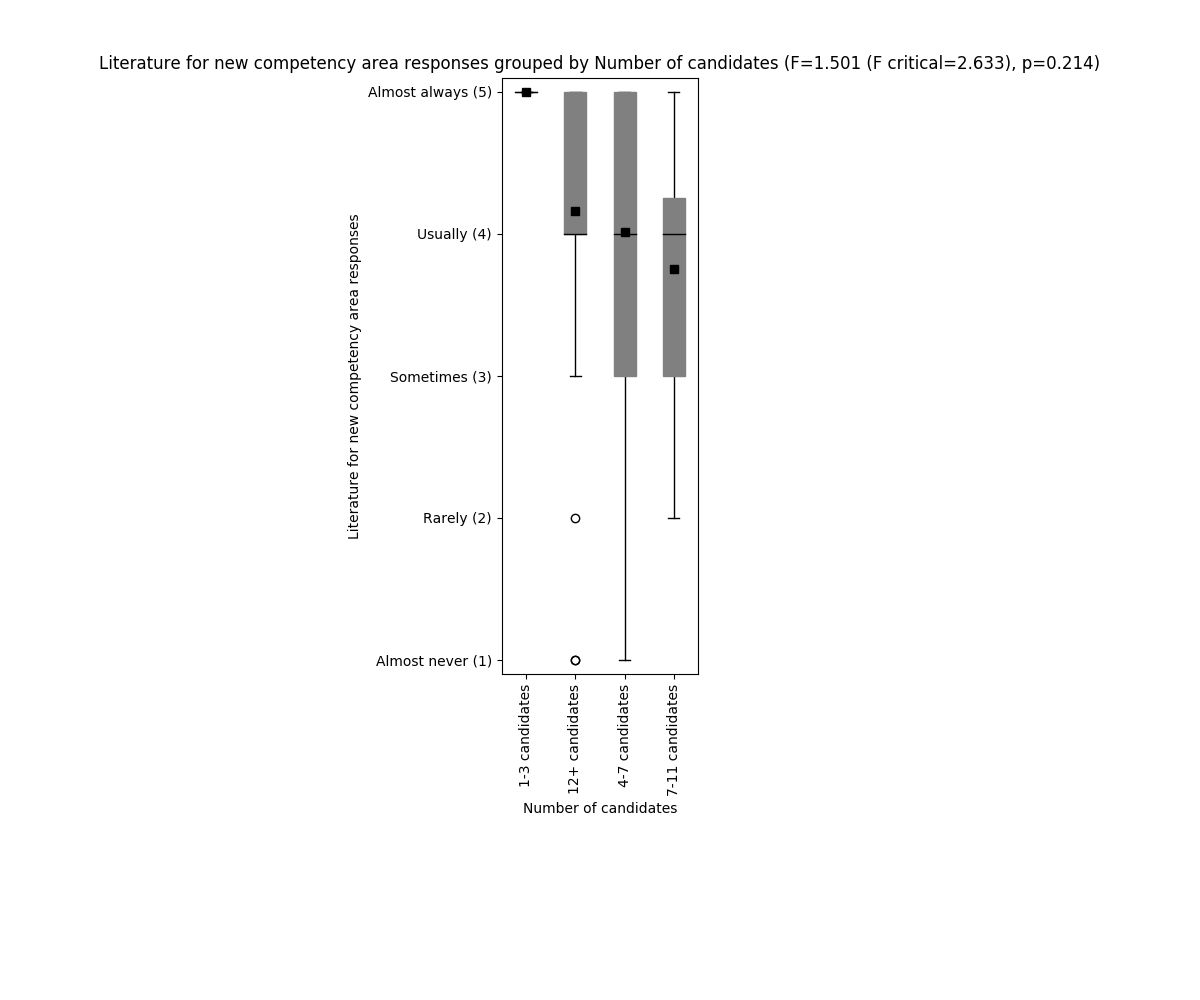 Literature for new competency area responses grouped by Number of candidates (F=1.501 (F critical=2.633), p=0.214)
Almost always (5)
Usually (4)
Sometimes (3)
Rarely (2)
Almost never (1)
Literature for new competency area responses
1-3 candidates
12+ candidates
4-7 candidates
7-11 candidates
Number of candidates